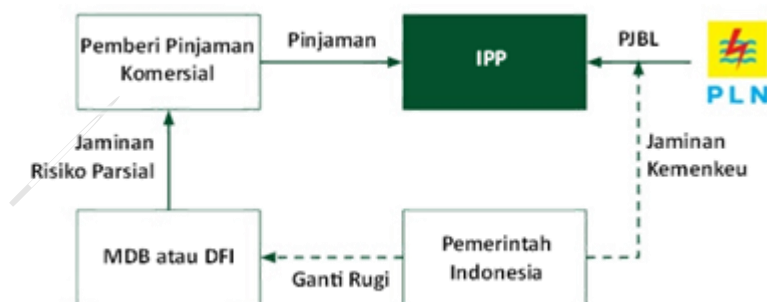 Pemberi Pinjaman
Komersial
Pinjaman
IPP
PJBL
PLN
Jaminan
Risiko Parsial
Jaminan
Kemenkeu
MDB atau DFI
Ganti Rugi
Pemerintah
Indonesia